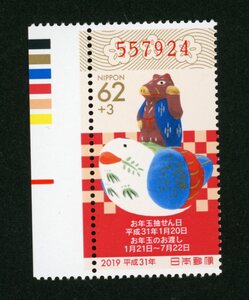 557924
NIPPON
62
+3
お年玉抽せん日
平成31年1月20日
お年玉のお渡し
1月21日〜7月22日
2019 平成31年 日本郵便